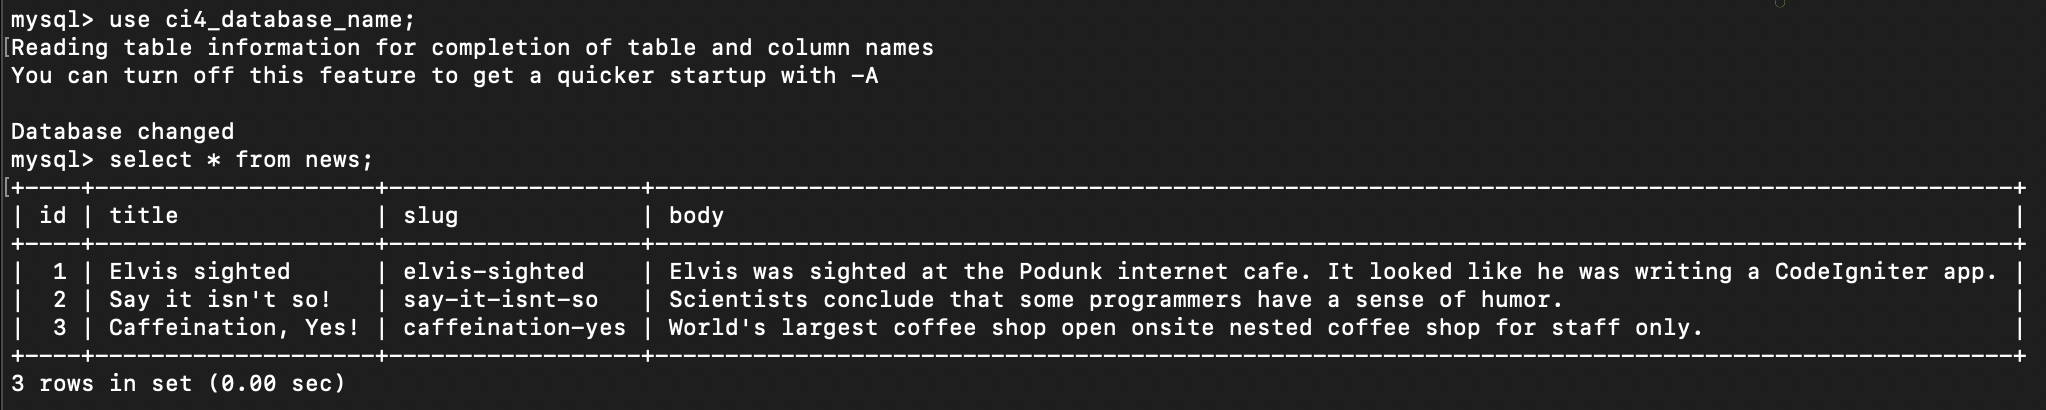 mysql> use ci4_database_name;
[Reading table information for completion of table and column names
You can turn off this feature to get a quicker startup with -A

Database changed
mysql> select * from news;
[+----+--------------------+------------------+-------------------------------------------------------------------------------------------------+
| id | title              | slug             | body                                                                                            |
+----+--------------------+------------------+-------------------------------------------------------------------------------------------------+
|  1 | Elvis sighted      | elvis-sighted    | Elvis was sighted at the Podunk internet cafe. It looked like he was writing a CodeIgniter app. |
|  2 | Say it isn't so!   | say-it-isnt-so   | Scientists conclude that some programmers have a sense of humor.                                |
|  3 | Caffeination, Yes! | caffeination-yes | World's largest coffee shop open onsite nested coffee shop for staff only.                      |
+----+--------------------+------------------+-------------------------------------------------------------------------------------------------+
3 rows in set (0.00 sec)